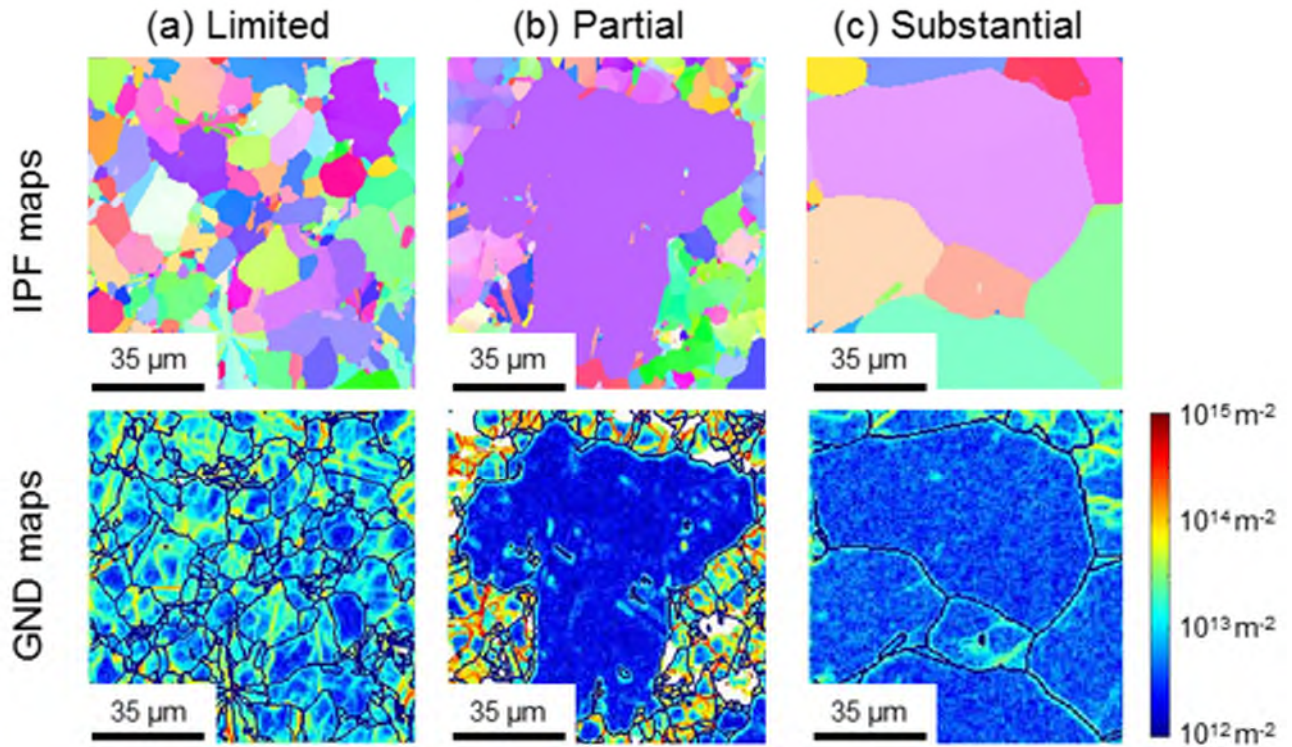 (a) Limited
(b) Partial
(c) Substantial
IPF maps
35 µm
35 µm
35 µm
GND maps
35 µm
35 µm
35 µm
10¹⁵ m⁻²
10¹⁴ m⁻²
10¹³ m⁻²
10¹² m⁻²